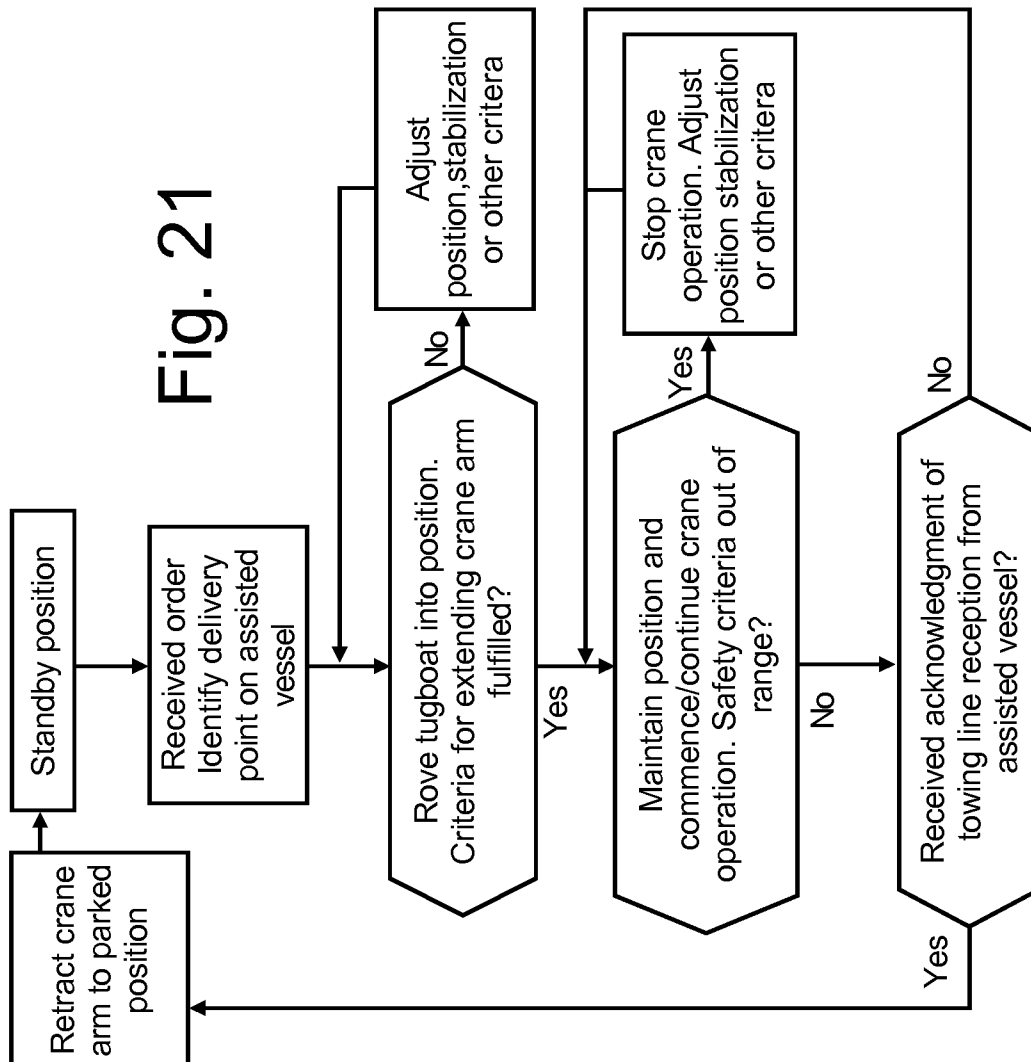 Fig. 21
Retract crane
arm to parked
position
Standby position
Received order
Identify delivery
point on assisted
vessel
Rove tugboat into position.
Criteria for extending crane arm
fulfilled?
No
Adjust
position,stabilization
or other critera
Yes
Maintain position and
commence/continue crane
operation. Safety criteria out of
range?
Yes
Stop crane
operation. Adjust
position stabilization
or other critera
No
Received acknowledgment of
towing line reception from
assisted vessel?
Yes
No